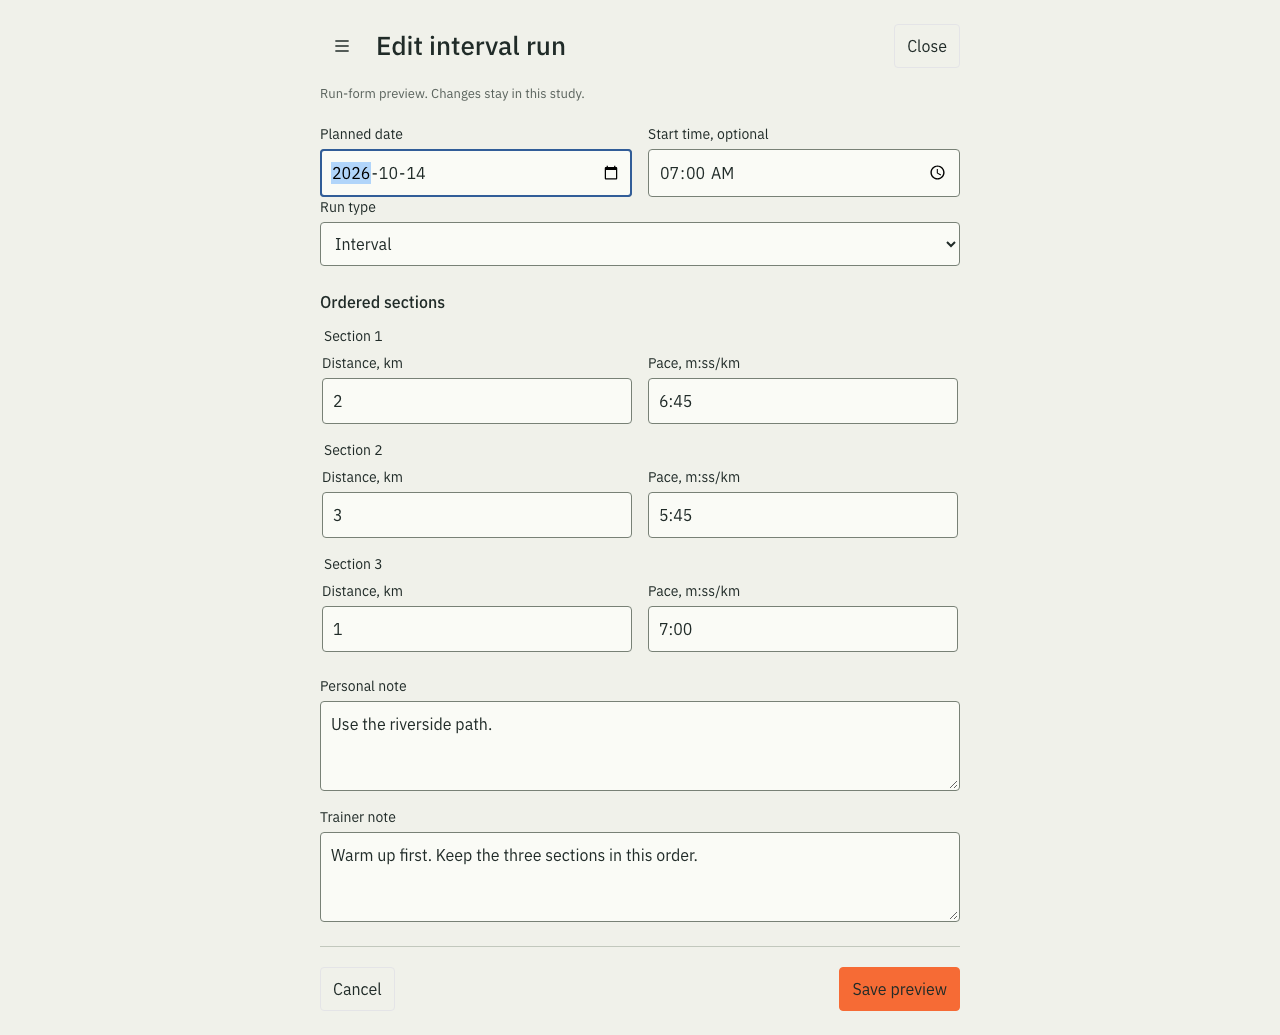 Edit interval run
Close
Run-form preview. Changes stay in this study.
Planned date
Start time, optional
2026-10-14
07:00 AM
Run type
Interval
Ordered sections
Section 1
Distance, km
Pace, m:ss/km
2
6:45
Section 2
Distance, km
Pace, m:ss/km
3
5:45
Section 3
Distance, km
Pace, m:ss/km
1
7:00
Personal note
Use the riverside path.
Trainer note
Warm up first. Keep the three sections in this order.
Cancel
Save preview